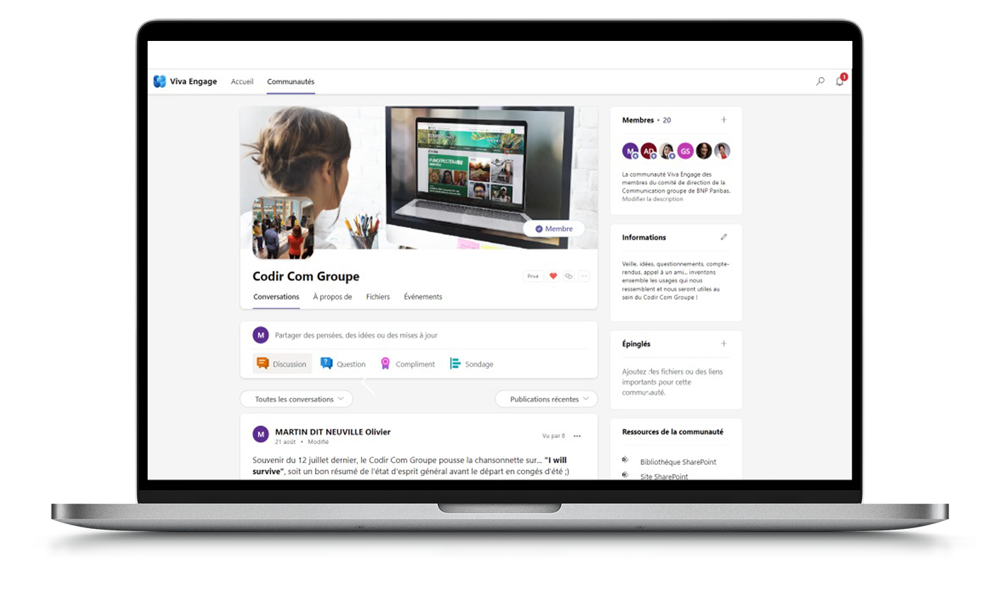 Viva Engage Accueil Communautés
1
Membre
Codir Com Groupe
Privé
Conversations À propos de Fichiers Événements
M Partager des pensées, des idées ou des mises à jour
Discussion Question Compliment Sondage
Toutes les conversations Publications récentes
M MARTIN DIT NEUVILLE Olivier
21 août • Modifié
Vu par 8
Souvenir du 12 juillet dernier, le Codir Com Groupe pousse la chansonnette sur... "I will
survive", soit un bon résumé de l'état d'esprit général avant le départ en congés d'été ;)
Membres • 20
M AD GS
La communauté Viva Engage des
membres du comité de direction de la
Communication groupe de BNP Paribas.
Modifier la description
Informations
Veille, idées, questionnements, compte-
rendus, appel à un ami... inventons
ensemble les usages qui nous
ressemblent et nous seront utiles au
sein du Codir Com Groupe !
Épinglés
Ajoutez des fichiers ou des liens
importants pour cette
communauté.
Ressources de la communauté
Bibliothèque SharePoint
Site SharePoint